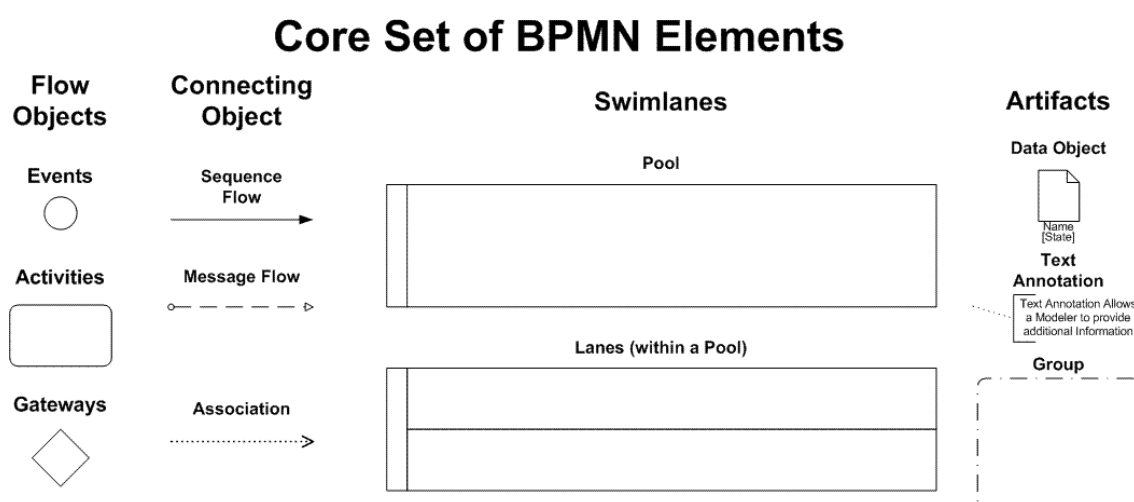 Core Set of BPMN Elements
Flow
Objects
Events
Activities
Gateways
Connecting
Object
Sequence
Flow
Message Flow
Association
Swimlanes
Pool
Lanes (within a Pool)
Artifacts
Data Object
Name
[State]
Text
Annotation
Text Annotation Allows
a Modeler to provide
additional Information
Group